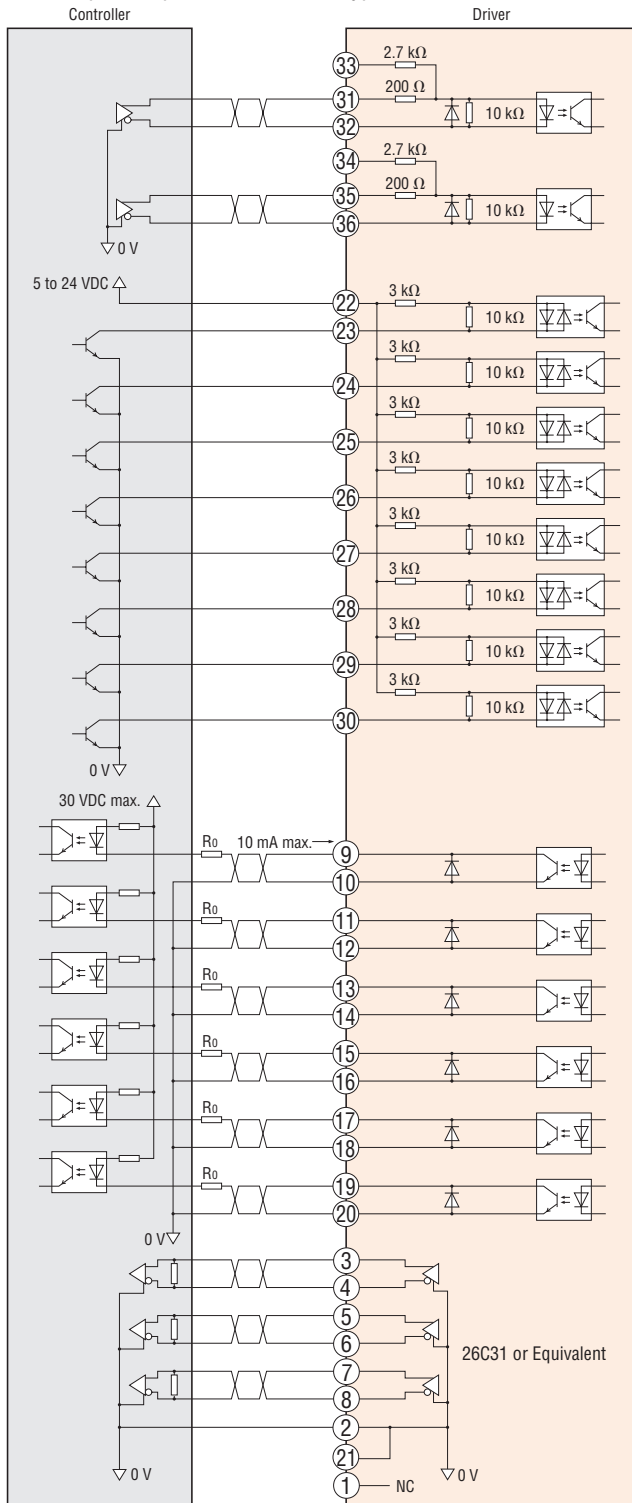 Controller Driver
33 2.7 kΩ
31 200 Ω
32 10 kΩ
34 2.7 kΩ
35 200 Ω
36 10 kΩ
0 V
5 to 24 VDC 22 3 kΩ
23 10 kΩ
3 kΩ
24 10 kΩ
3 kΩ
25 10 kΩ
3 kΩ
26 10 kΩ
3 kΩ
27 10 kΩ
3 kΩ
28 10 kΩ
3 kΩ
29 10 kΩ
3 kΩ
30 10 kΩ
0 V
30 VDC max.
R0 10 mA max. 9
10
R0 11
12
R0 13
14
R0 15
16
R0 17
18
R0 19
20
0 V
3
4
5
6 26C31 or Equivalent
7
8
2
21
0 V 0 V
1 NC